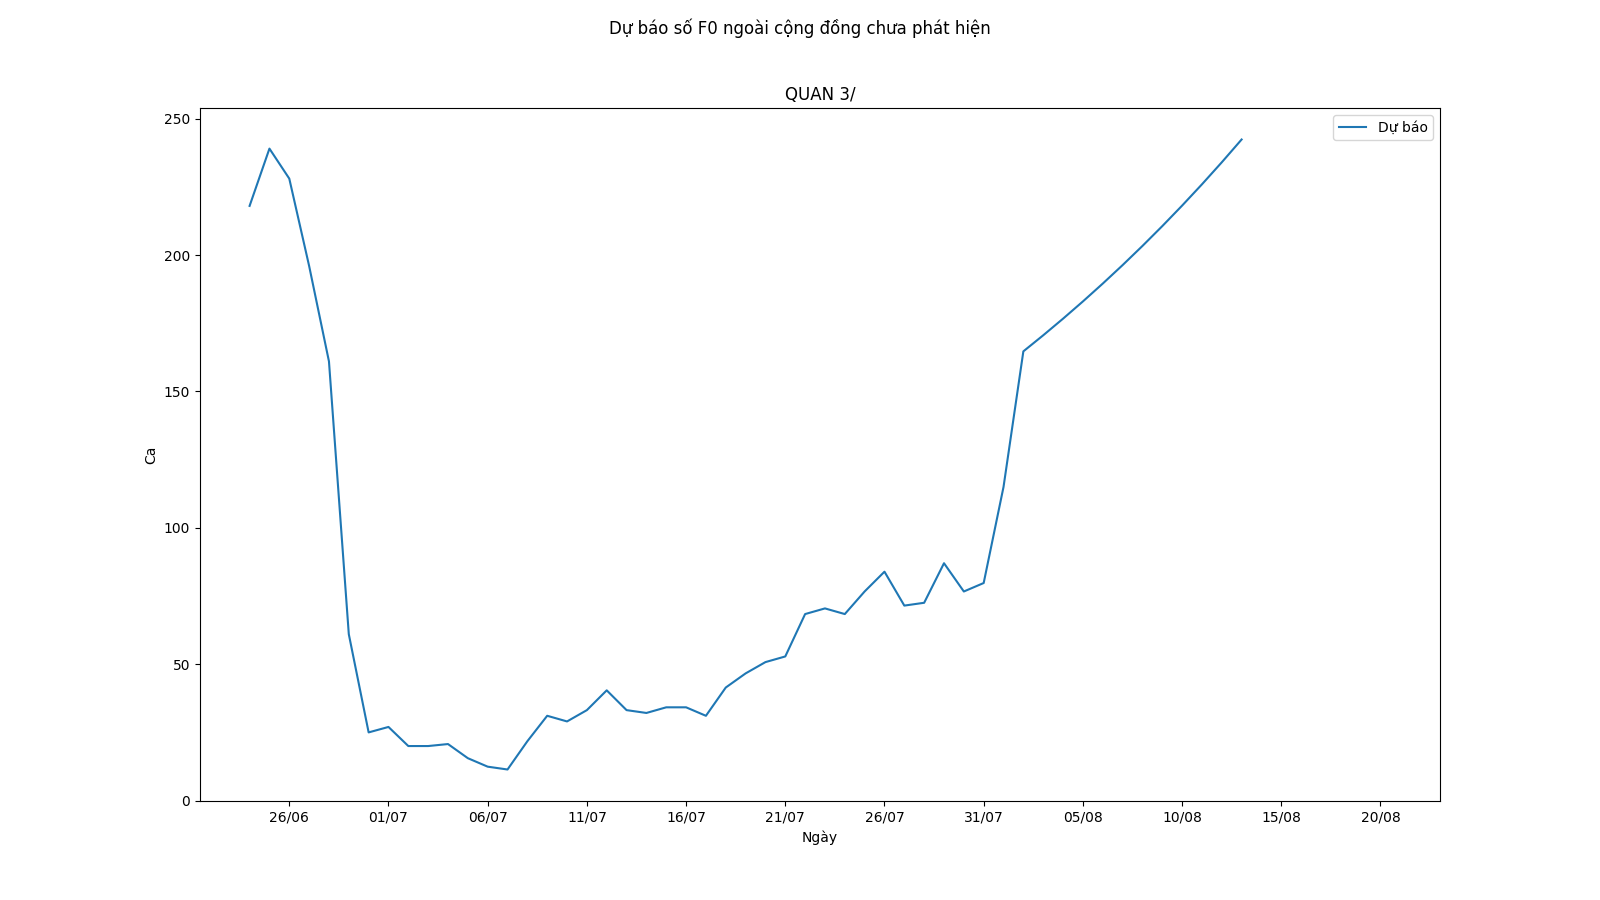 Dự báo số F0 ngoài cộng đồng chưa phát hiện
QUAN 3/
Dự báo
250
200
150
100
50
0
Ca
26/06 01/07 06/07 11/07 16/07 21/07 26/07 31/07 05/08 10/08 15/08 20/08
Ngày